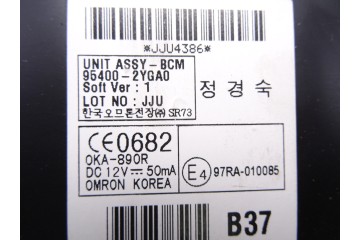 *JJU4386*
UNIT ASSY-BCM
95400-2YGA0
Soft Ver : 1
LOT NO : JJU
한국오므론전장㈜ SR73
정경숙
CE0682
OKA-890R
DC 12V ⎓ 50mA
OMRON KOREA
E4 97RA-010085
B37